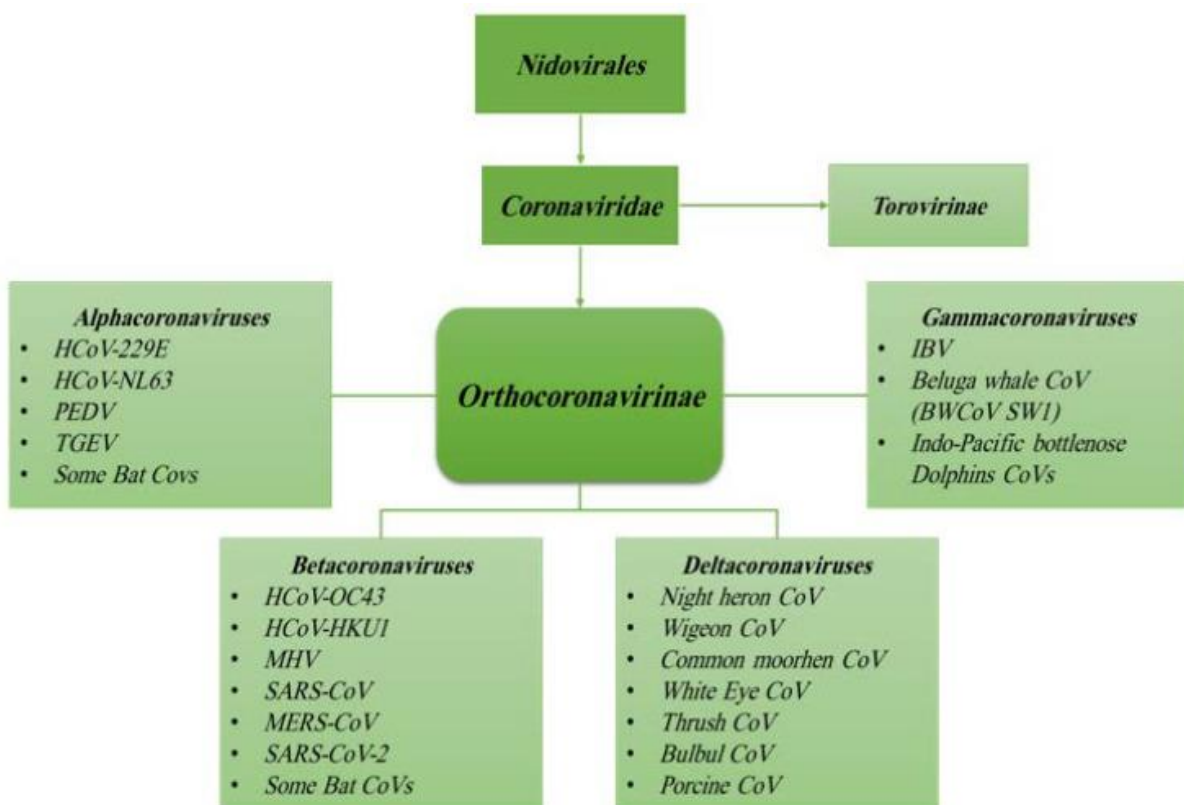 Nidovirales
Coronaviridae
Torovirinae
Alphacoronaviruses
• HCoV-229E
• HCoV-NL63
• PEDV
• TGEV
• Some Bat Covs
Orthocoronavirinae
Gammacoronaviruses
• IBV
• Beluga whale CoV
(BWCoV SW1)
• Indo-Pacific bottlenose
Dolphins CoVs
Betacoronaviruses
• HCoV-OC43
• HCoV-HKU1
• MHV
• SARS-CoV
• MERS-CoV
• SARS-CoV-2
• Some Bat CoVs
Deltacoronaviruses
• Night heron CoV
• Wigeon CoV
• Common moorhen CoV
• White Eye CoV
• Thrush CoV
• Bulbul CoV
• Porcine CoV